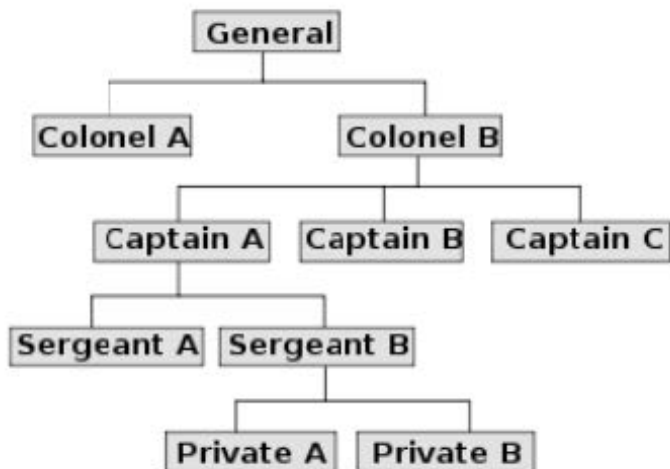 General
Colonel A
Colonel B
Captain A
Captain B
Captain C
Sergeant A
Sergeant B
Private A
Private B